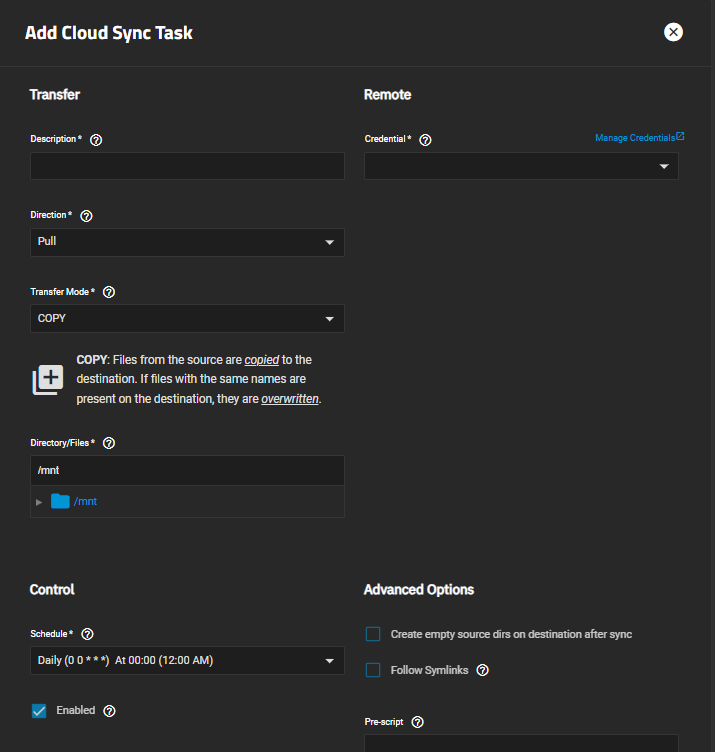 Add Cloud Sync Task
Transfer
Description *
Direction *
Pull
Transfer Mode *
COPY
COPY: Files from the source are copied to the
destination. If files with the same names are
present on the destination, they are overwritten.
Directory/Files *
/mnt
/mnt
Remote
Credential *
Manage Credentials
Control
Schedule *
Daily (0 0 * * *) At 00:00 (12:00 AM)
Enabled
Advanced Options
Create empty source dirs on destination after sync
Follow Symlinks
Pre-script